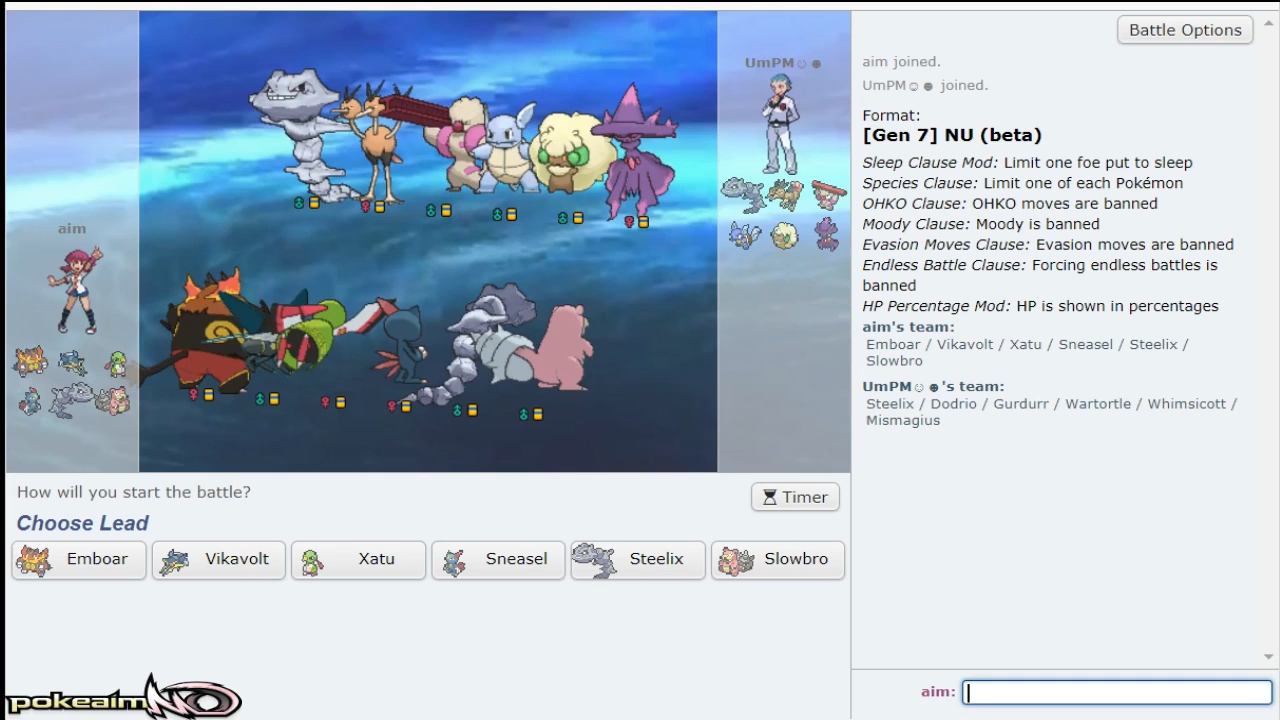 Battle Options
UmPM☺☻
aim
aim joined.
UmPM☺☻ joined.
Format:
[Gen 7] NU (beta)
Sleep Clause Mod: Limit one foe put to sleep
Species Clause: Limit one of each Pokémon
OHKO Clause: OHKO moves are banned
Moody Clause: Moody is banned
Evasion Moves Clause: Evasion moves are banned
Endless Battle Clause: Forcing endless battles is
banned
HP Percentage Mod: HP is shown in percentages
aim's team:
Emboar / Vikavolt / Xatu / Sneasel / Steelix /
Slowbro
UmPM☺☻'s team:
Steelix / Dodrio / Gurdurr / Wartortle / Whimsicott /
Mismagius
How will you start the battle?
Timer
Choose Lead
Emboar
Vikavolt
Xatu
Sneasel
Steelix
Slowbro
pokeaimMD
aim: